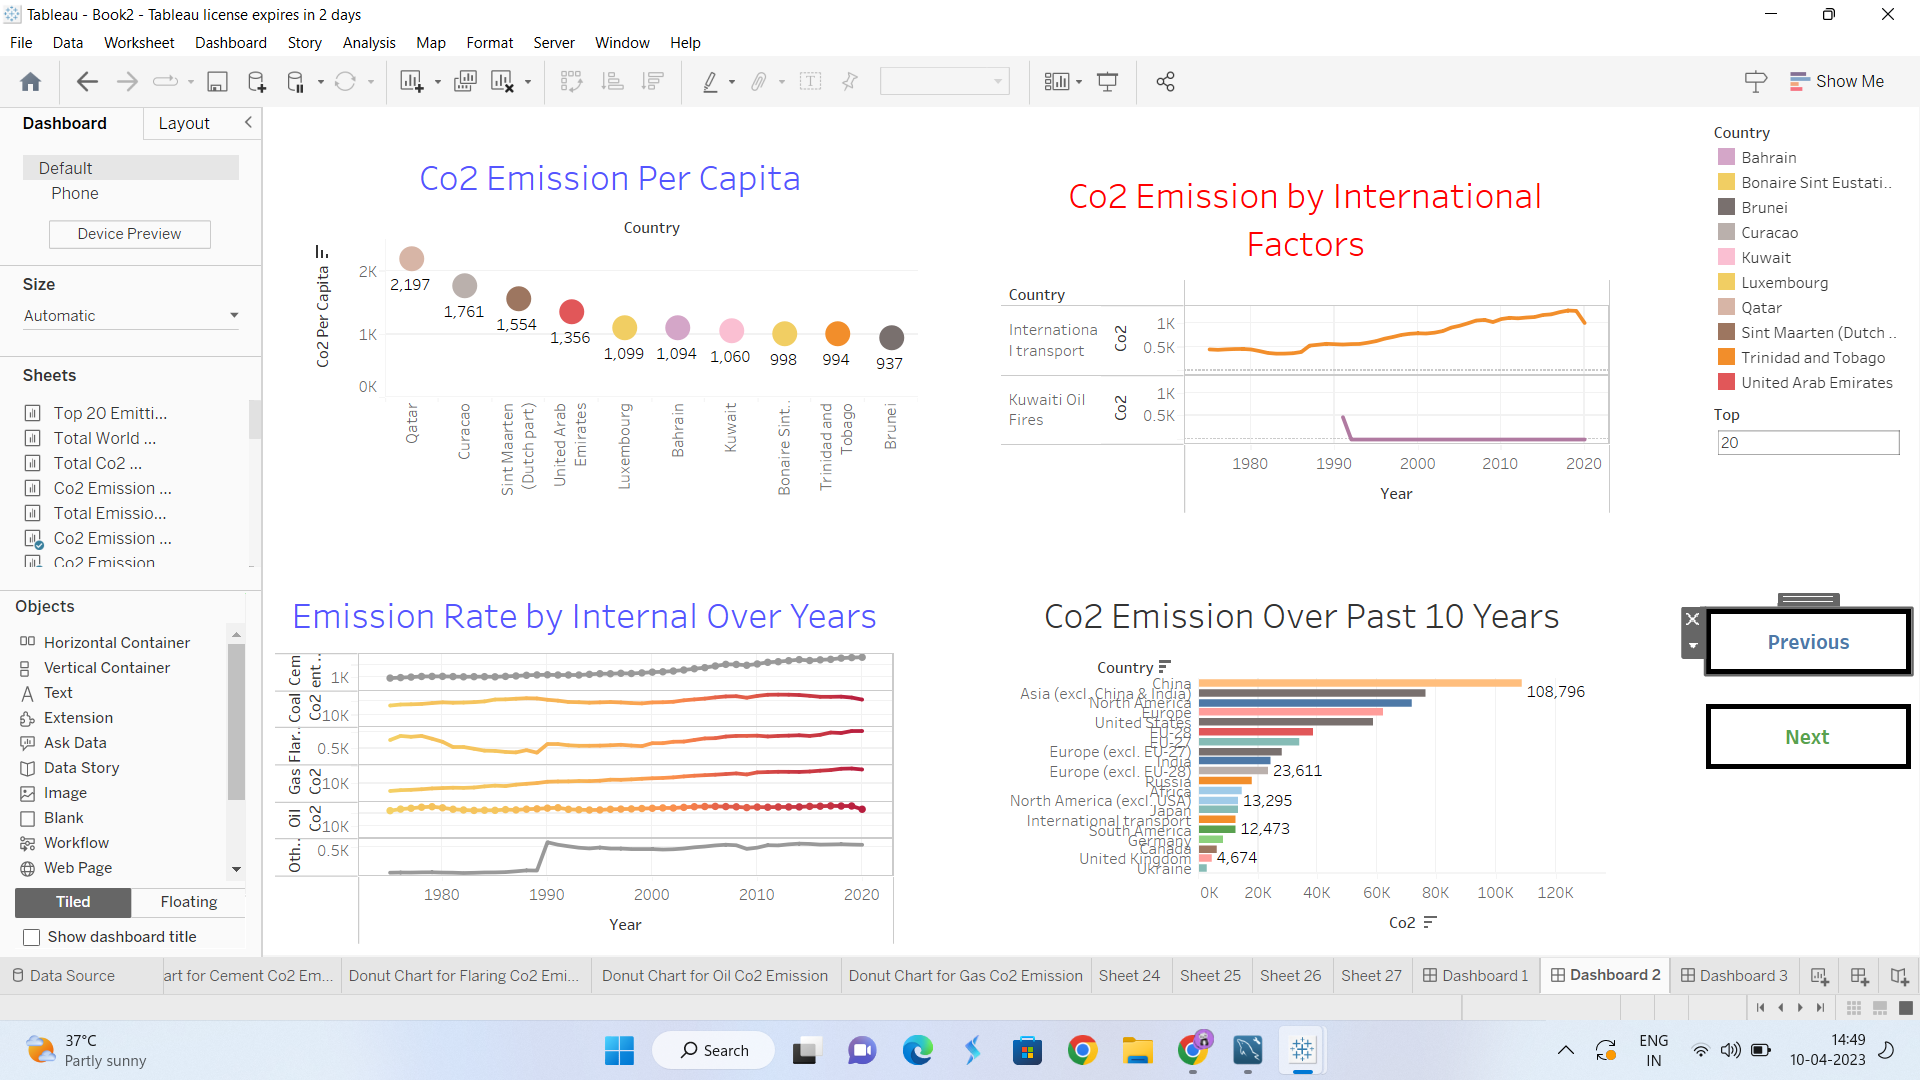 Tableau - Book2 - Tableau license expires in 2 days
File Data Worksheet Dashboard Story Analysis Map Format Server Window Help
Show Me
Dashboard Layout
Default
Phone
Device Preview
Size
Automatic
Sheets
Top 20 Emitti...
Total World ...
Total Co2 ...
Co2 Emission ...
Total Emissio...
Co2 Emission ...
Co2 Emission
Objects
Horizontal Container
Vertical Container
Text
Extension
Ask Data
Data Story
Image
Blank
Workflow
Web Page
Tiled Floating
Show dashboard title
Co2 Emission Per Capita
Country
Co2 Per Capita
2K
1K
0K
2,197
1,761
1,554
1,356
1,099
1,094
1,060
998
994
937
Qatar
Curacao
Sint Maarten
(Dutch part)
United Arab
Emirates
Luxembourg
Bahrain
Kuwait
Bonaire Sint..
Trinidad and
Tobago
Brunei
Co2 Emission by International
Factors
Country
Internationa
l transport
Co2
1K
0.5K
Kuwaiti Oil
Fires
Co2
1K
0.5K
1980 1990 2000 2010 2020
Year
Country
Bahrain
Bonaire Sint Eustati..
Brunei
Curacao
Kuwait
Luxembourg
Qatar
Sint Maarten (Dutch ..
Trinidad and Tobago
United Arab Emirates
Top
20
Emission Rate by Internal Over Years
Cem
ent ..
1K
Coal
Co2
10K
Flar..
0.5K
Gas
Co2
10K
Oil
Co2
10K
Oth..
0.5K
1980 1990 2000 2010 2020
Year
Co2 Emission Over Past 10 Years
Country
China
Asia (excl. China & India)
North America
Europe
United States
EU-28
EU-27
Europe (excl. EU-27)
India
Europe (excl. EU-28)
Russia
Africa
North America (excl. USA)
Japan
International transport
South America
Germany
Canada
United Kingdom
Ukraine
108,796
23,611
13,295
12,473
4,674
0K 20K 40K 60K 80K 100K 120K
Co2
Previous
Next
Data Source art for Cement Co2 Em... Donut Chart for Flaring Co2 Emi... Donut Chart for Oil Co2 Emission Donut Chart for Gas Co2 Emission Sheet 24 Sheet 25 Sheet 26 Sheet 27 Dashboard 1 Dashboard 2 Dashboard 3
37°C
Partly sunny
Search
ENG
IN
14:49
10-04-2023